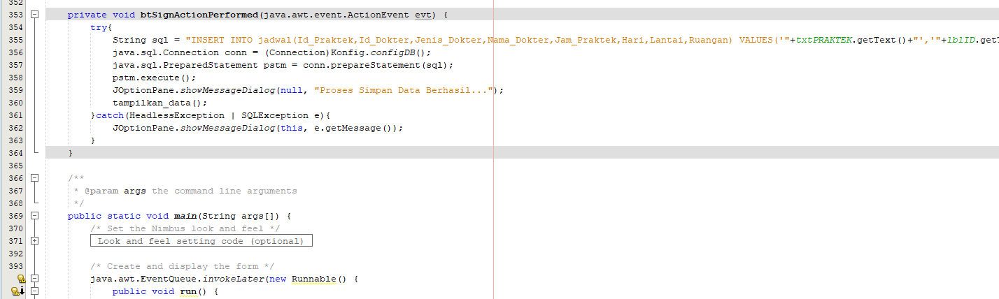 352
353 private void btSignActionPerformed(java.awt.event.ActionEvent evt) {
354 try{
355 String sql = "INSERT INTO jadwal(Id_Praktek,Id_Dokter,Jenis_Dokter,Nama_Dokter,Jam_Praktek,Hari,Lantai,Ruangan) VALUES('"+txtPRAKTEK.getText()+"','"+lblID.getT
356 java.sql.Connection conn = (Connection)Konfig.configDB();
357 java.sql.PreparedStatement pstm = conn.prepareStatement(sql);
358 pstm.execute();
359 JOptionPane.showMessageDialog(null, "Proses Simpan Data Berhasil...");
360 tampilkan_data();
361 }catch(HeadlessException | SQLException e){
362 JOptionPane.showMessageDialog(this, e.getMessage());
363 }
364 }
365
366 /**
367 * @param args the command line arguments
368 */
369 public static void main(String args[]) {
370 /* Set the Nimbus look and feel */
371 Look and feel setting code (optional)
392
393 /* Create and display the form */
java.awt.EventQueue.invokeLater(new Runnable() {
public void run() {